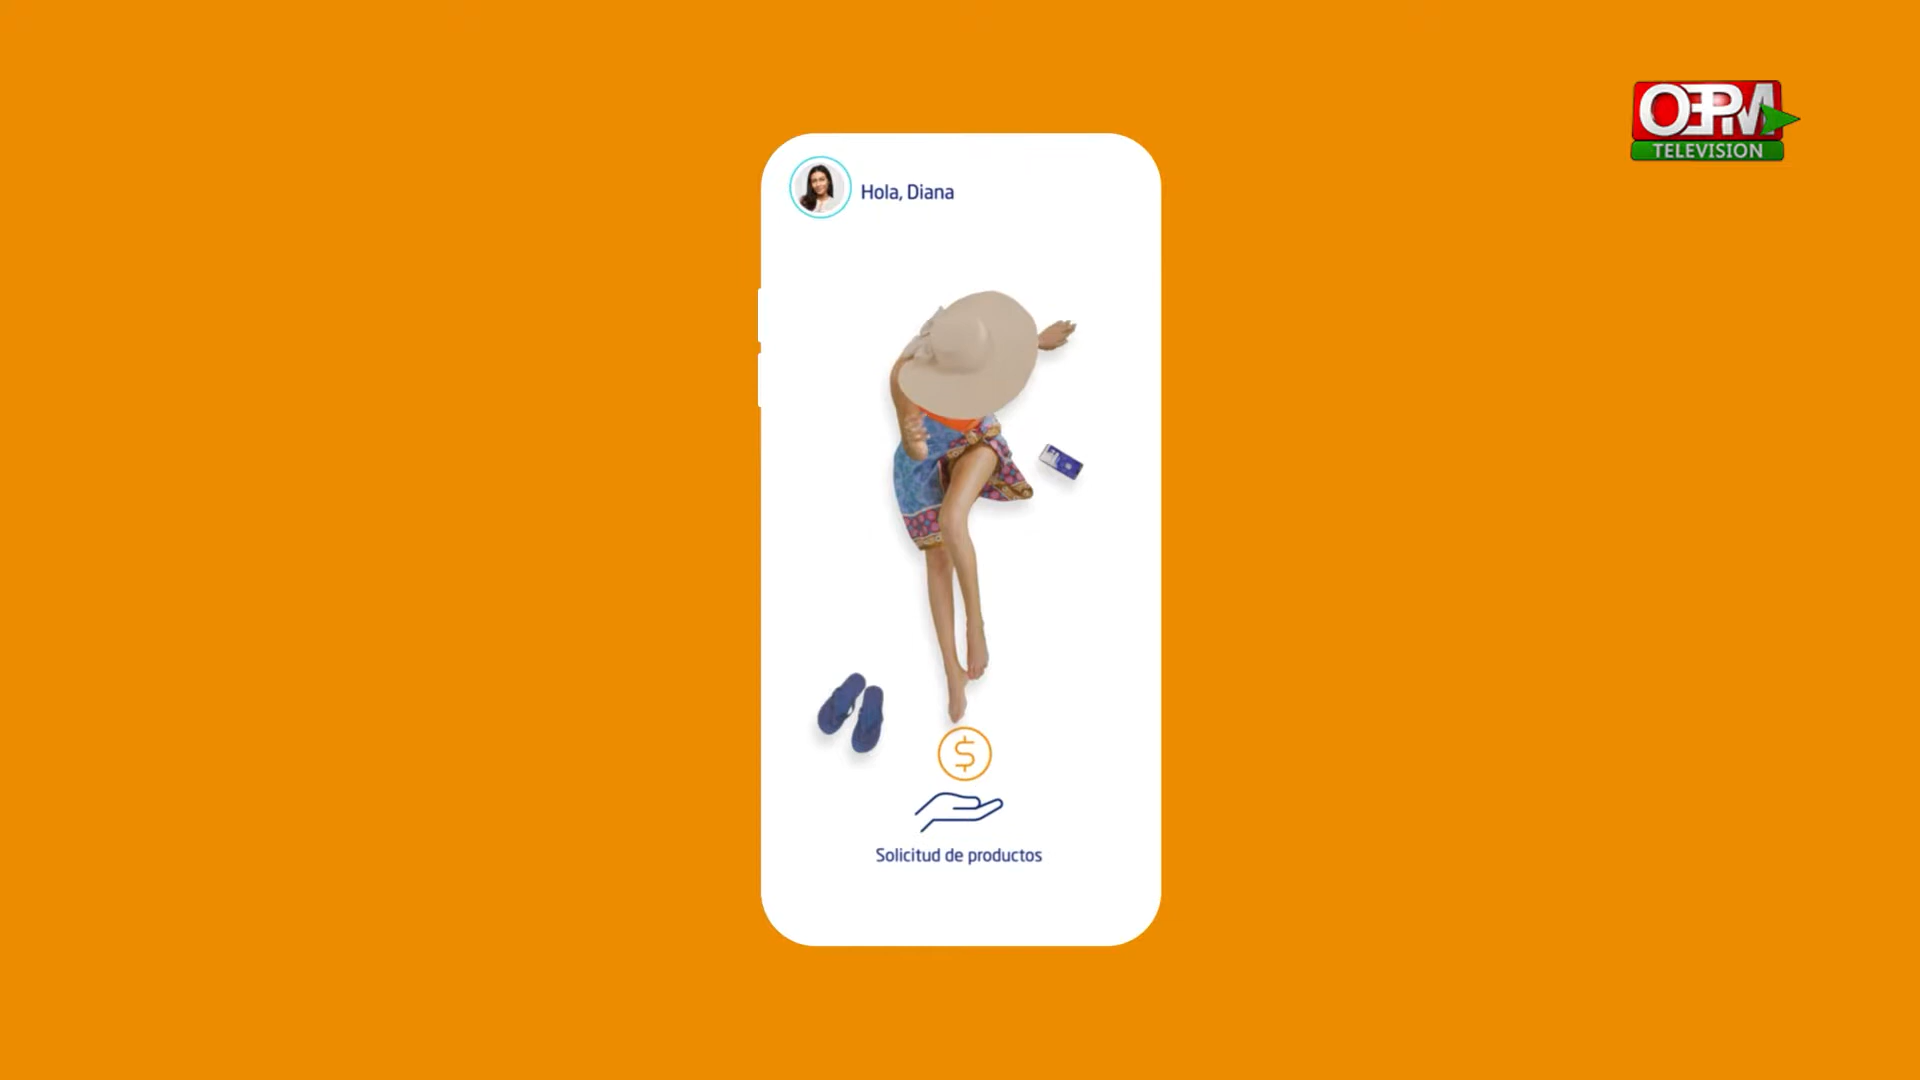 OEPM
TELEVISION
Hola, Diana
$
Solicitud de productos